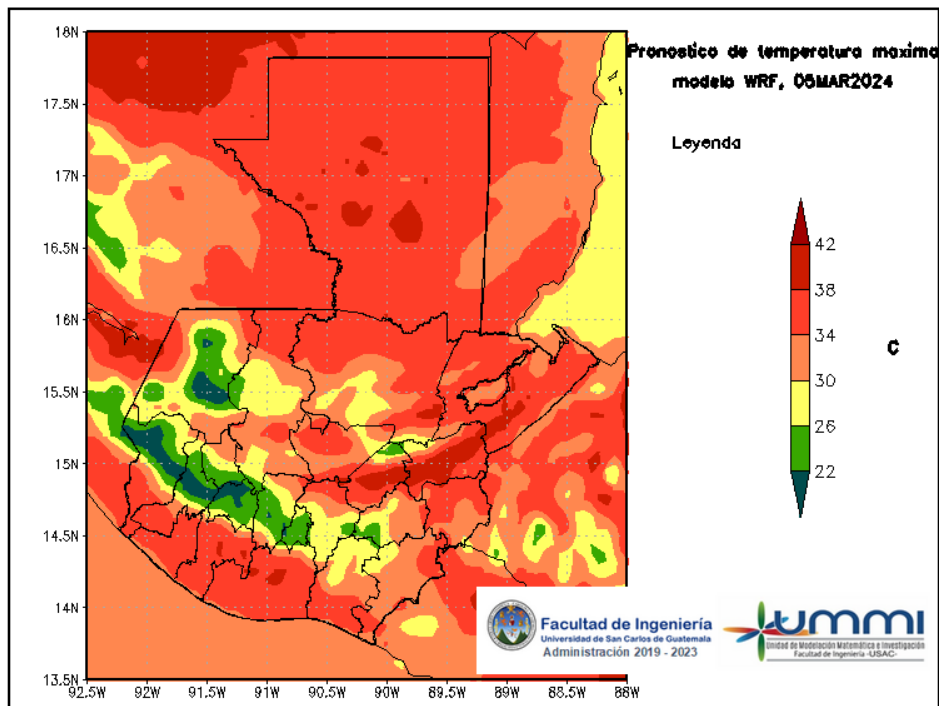 Pronostico de temperatura maxima
modelo WRF, 05MAR2024
Leyenda
42
38
34
30
26
22
C
18N
17.5N
17N
16.5N
16N
15.5N
15N
14.5N
14N
13.5N
92.5W
92W
91.5W
91W
90.5W
90W
89.5W
89W
88.5W
88W
Facultad de Ingeniería
Universidad de San Carlos de Guatemala
Administración 2019 - 2023
ummi
Unidad de Modelación Matemática e Investigación
Facultad de Ingeniería -USAC-